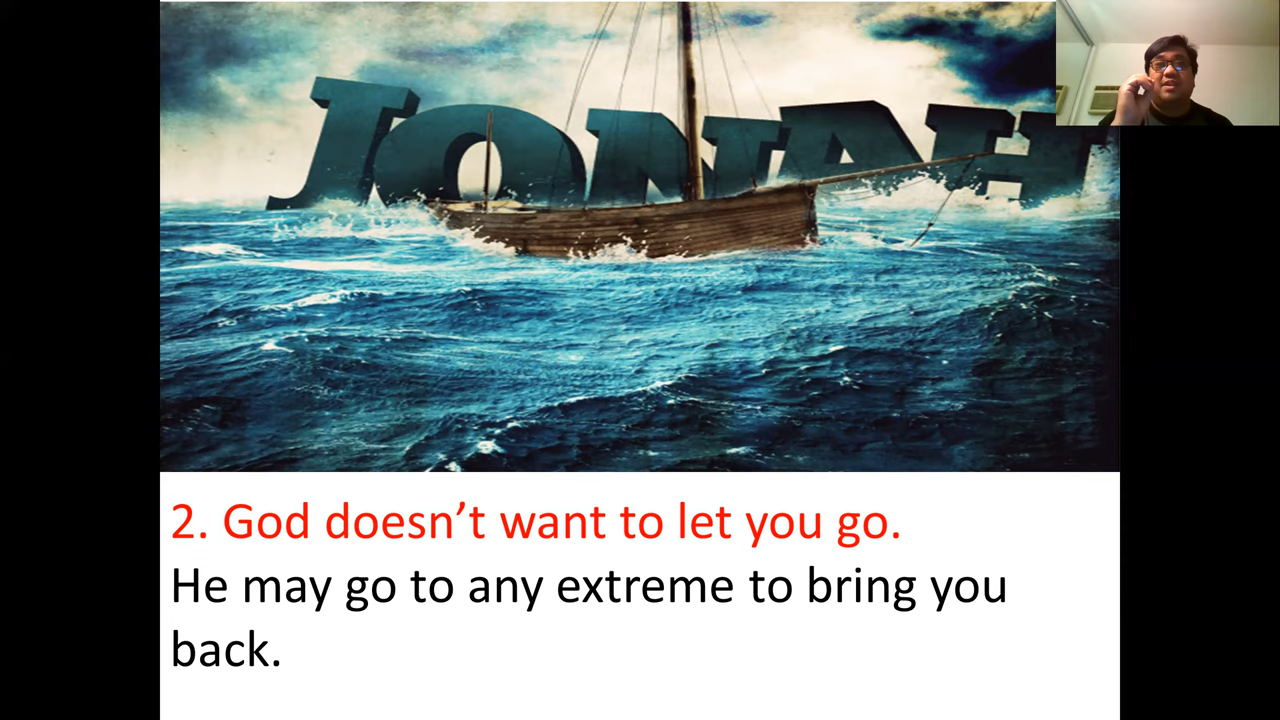 JONAH
2. God doesn’t want to let you go.
He may go to any extreme to bring you
back.